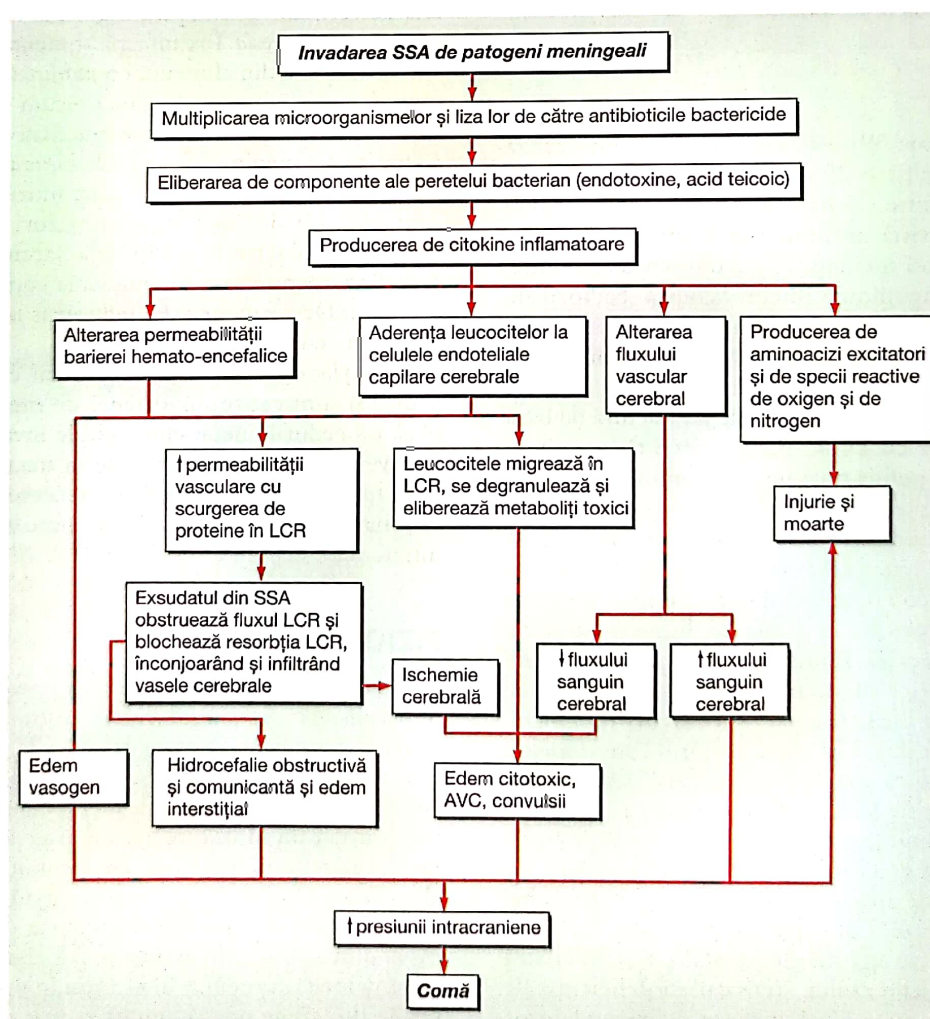 Invadarea SSA de patogeni meningeali
Multiplicarea microorganismelor și liza lor de către antibioticile bactericide
Eliberarea de componente ale peretelui bacterian (endotoxine, acid teicoic)
Producerea de citokine inflamatoare
Alterarea permeabilității
barierei hemato-encefalice
Aderența leucocitelor la
celulele endoteliale
capilare cerebrale
Alterarea
fluxului
vascular
cerebral
Producerea de
aminoacizi excitatori
și de specii reactive
de oxigen și de
nitrogen
↑permeabilității
vasculare cu
scurgerea de
proteine în LCR
Leucocitele migrează în
LCR, se degranulează și
eliberează metaboliți toxici
Injurie și
moarte
Exsudatul din SSA
obstruează fluxul LCR și
blochează resorbția LCR,
înconjoarând și infiltrând
vasele cerebrale
Ischemie
cerebrală
↓fluxului
sanguin
cerebral
↑fluxului
sanguin
cerebral
Edem
vasogen
Hidrocefalie obstructivă
și comunicantă și edem
interstițial
Edem citotoxic,
AVC, convulsii
↑presiunii intracraniene
Comă